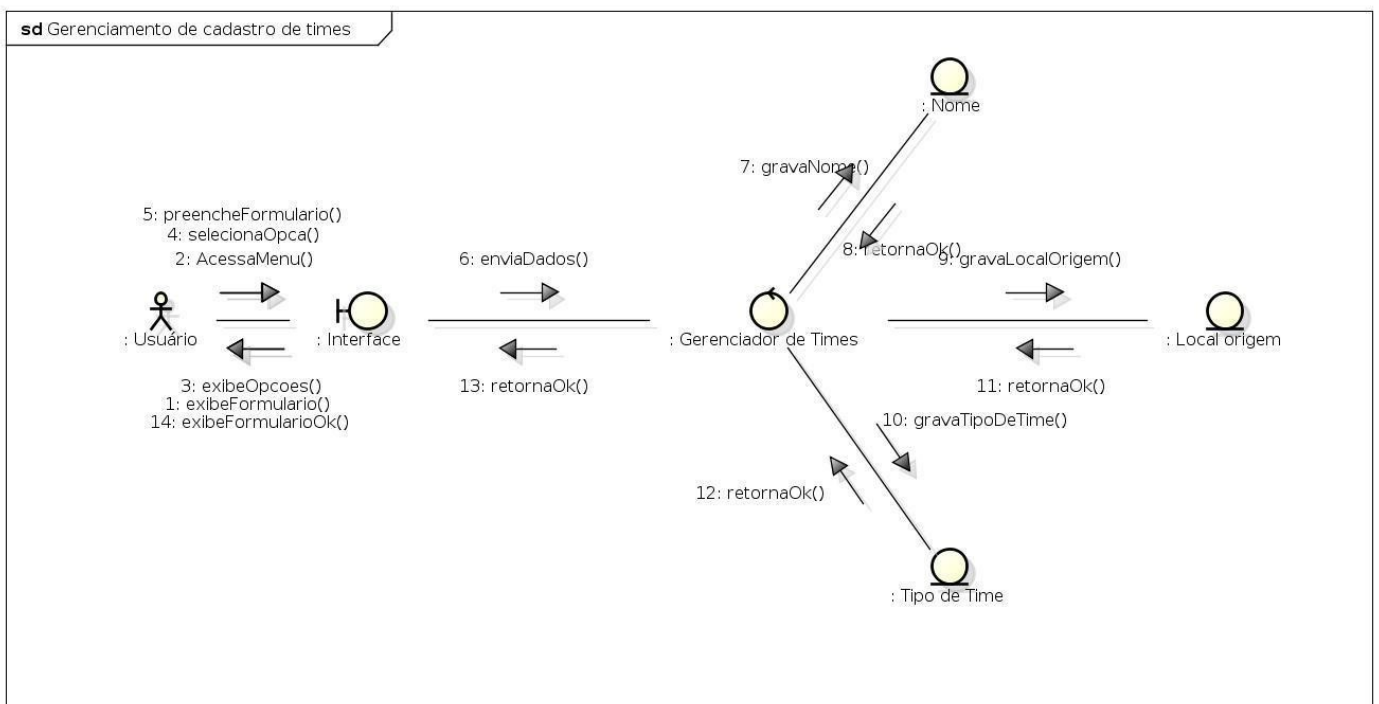 sd Gerenciamento de cadastro de times
: Nome
7: gravaNome()
8: retornaOk()
5: preencheFormulario()
4: selecionaOpca()
2: AcessaMenu()
6: enviaDados()
9: gravaLocalOrigem()
: Usuário
: Interface
: Gerenciador de Times
: Local origem
3: exibeOpcoes()
1: exibeFormulario()
14: exibeFormularioOk()
13: retornaOk()
11: retornaOk()
10: gravaTipoDeTime()
12: retornaOk()
: Tipo de Time